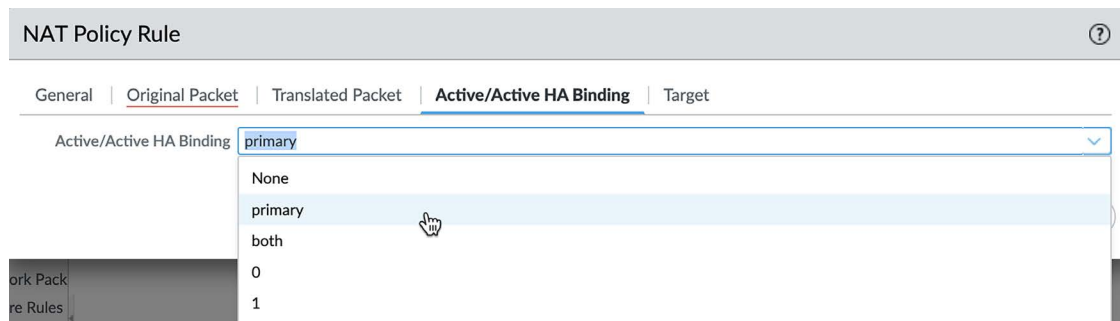 NAT Policy Rule
General | Original Packet | Translated Packet | Active/Active HA Binding | Target
Active/Active HA Binding primary
None
primary
both
0
1
ork Pack
re Rules